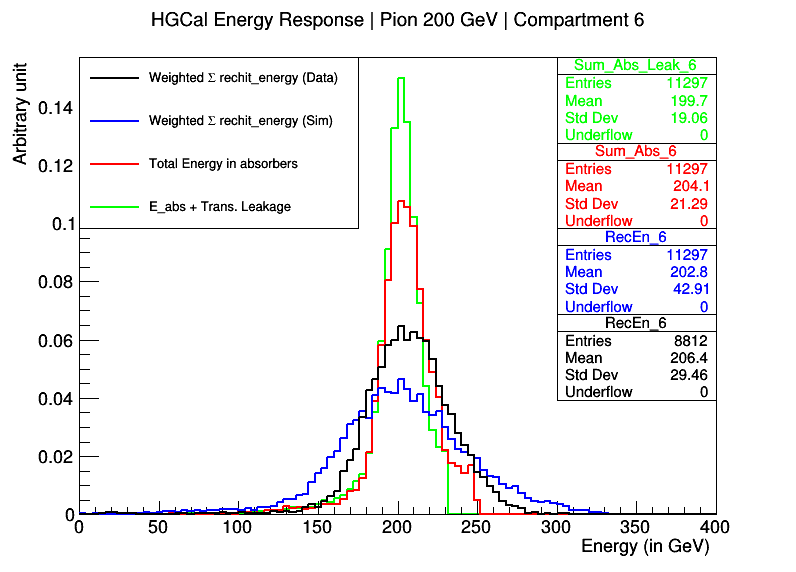 HGCal Energy Response | Pion 200 GeV | Compartment 6
Arbitrary unit
Weighted Σ rechit_energy (Data)
Weighted Σ rechit_energy (Sim)
Total Energy in absorbers
E_abs + Trans. Leakage
Sum_Abs_Leak_6
Entries 11297
Mean 199.7
Std Dev 19.06
Underflow 0
Sum_Abs_6
Entries 11297
Mean 204.1
Std Dev 21.29
Underflow 0
RecEn_6
Entries 11297
Mean 202.8
Std Dev 42.91
Underflow 0
RecEn_6
Entries 8812
Mean 206.4
Std Dev 29.46
Underflow 0
0.14
0.12
0.1
0.08
0.06
0.04
0.02
0
0 50 100 150 200 250 300 350 400
Energy (in GeV)